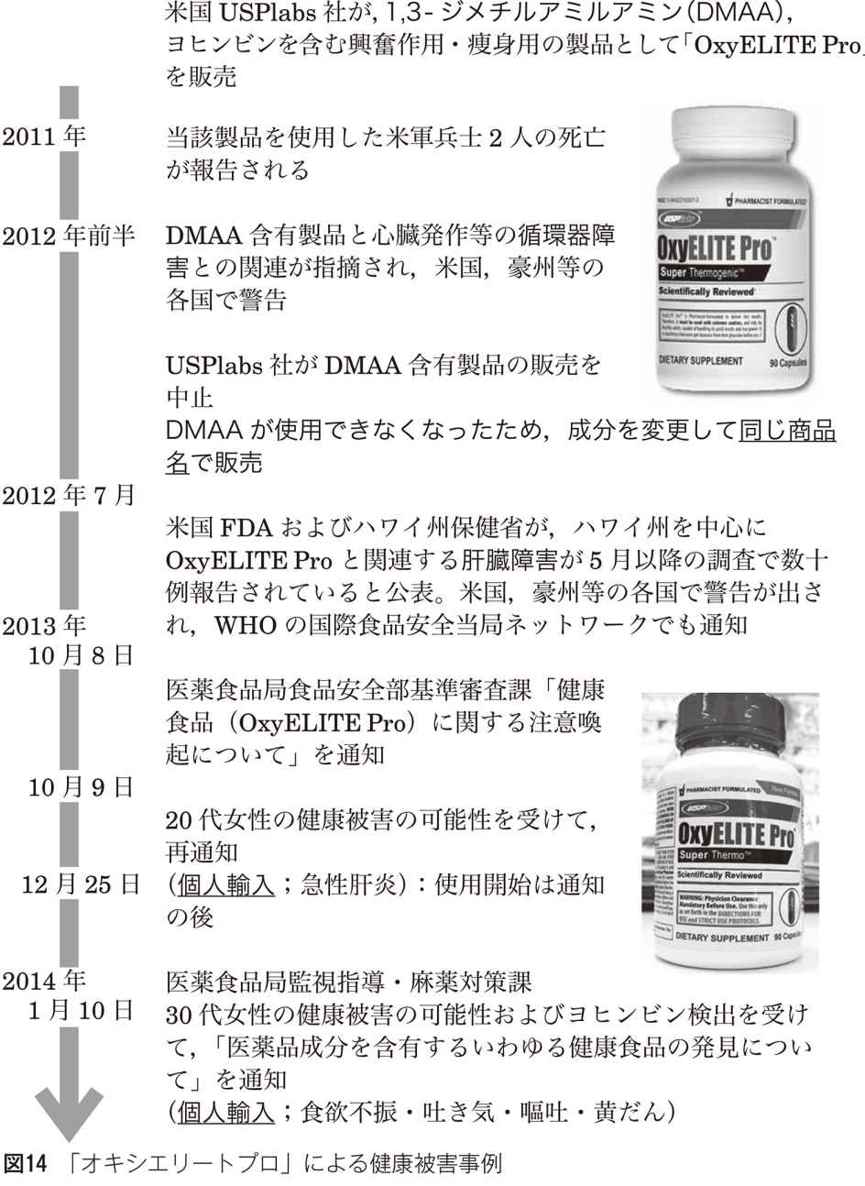 米国 USPlabs 社が，1,3-ジメチルアミルアミン（DMAA），
ヨヒンビンを含む興奮作用・痩身用の製品として「OxyELITE Pro」
を販売
2011 年
当該製品を使用した米軍兵士 2 人の死亡
が報告される
2012 年前半
DMAA 含有製品と心臓発作等の循環器障
害との関連が指摘され，米国，豪州等の
各国で警告
USPlabs 社が DMAA 含有製品の販売を
中止
DMAA が使用できなくなったため，成分を変更して同じ商品
名で販売
2012 年 7 月
米国 FDA およびハワイ州保健省が，ハワイ州を中心に
OxyELITE Pro と関連する肝臓障害が 5 月以降の調査で数十
例報告されていると公表。米国，豪州等の各国で警告が出さ
れ，WHO の国際食品安全当局ネットワークでも通知
2013 年
10 月 8 日
医薬食品局食品安全部基準審査課「健康
食品（OxyELITE Pro）に関する注意喚
起について」を通知
10 月 9 日
20 代女性の健康被害の可能性を受けて，
再通知
12 月 25 日
（個人輸入；急性肝炎）：使用開始は通知
の後
2014 年
1 月 10 日
医薬食品局監視指導・麻薬対策課
30 代女性の健康被害の可能性およびヨヒンビン検出を受け
て，「医薬品成分を含有するいわゆる健康食品の発見につい
て」を通知
（個人輸入；食欲不振・吐き気・嘔吐・黄だん）
図14 「オキシエリートプロ」による健康被害事例
PHARMACIST FORMULATED
USPlabs
OxyELITE Pro™
Super Thermogenic™
Scientifically Reviewed
DIETARY SUPPLEMENT
90 Capsules
PHARMACIST FORMULATED
USPlabs
OxyELITE Pro
Super Thermo™
Scientifically Reviewed
WARNING: Physician Clearance
Mandatory Before Use. Use this only
DIETARY SUPPLEMENT
90 Capsu